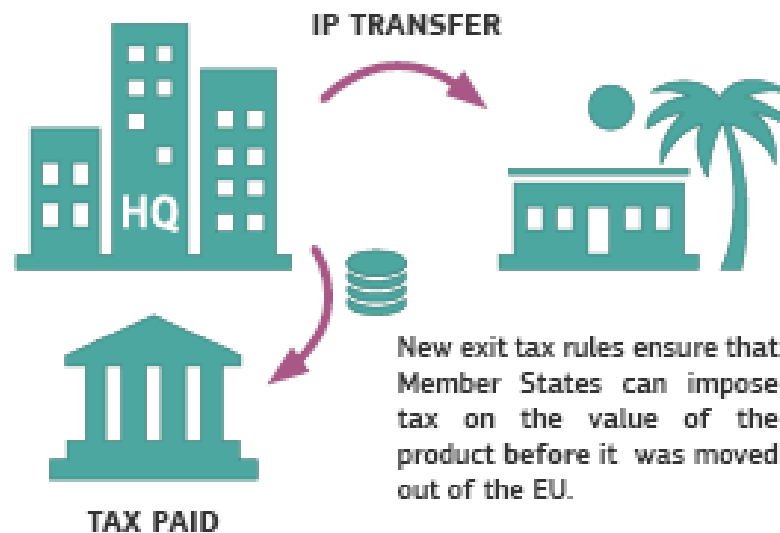 IP TRANSFER
HQ
New exit tax rules ensure that
Member States can impose
tax on the value of the
product before it was moved
out of the EU.
TAX PAID